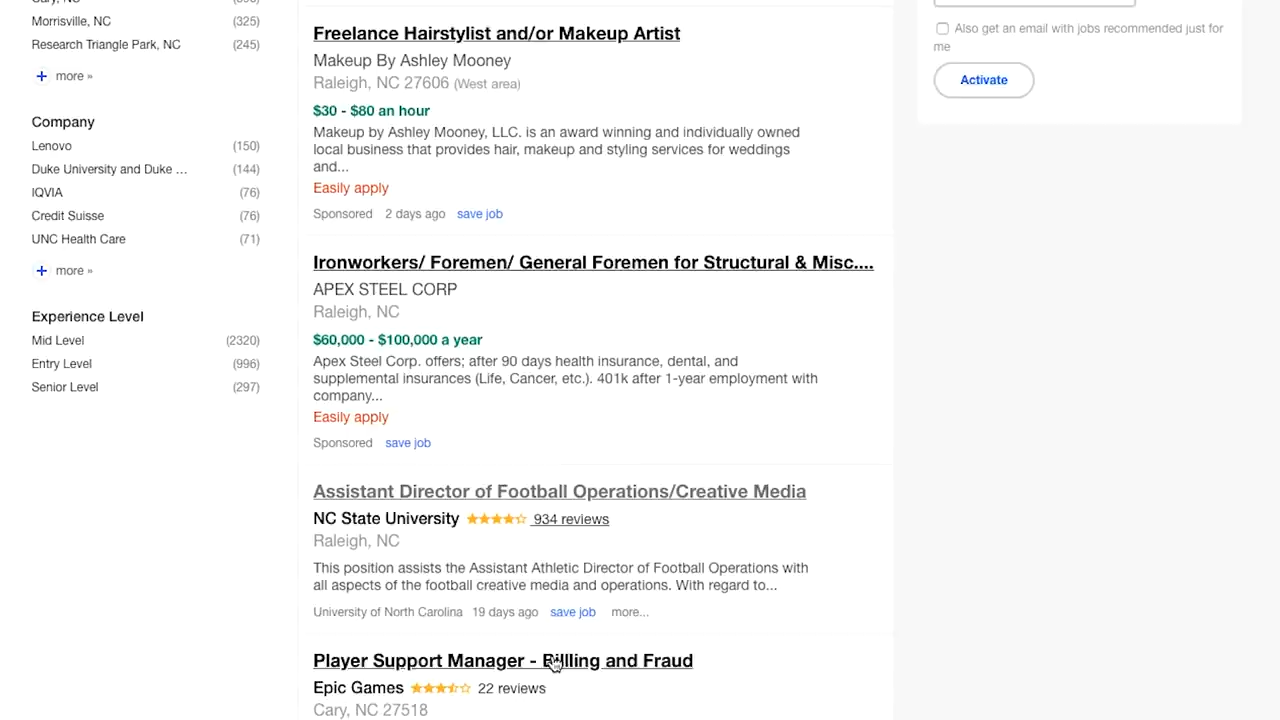 Cary, NC
Morrisville, NC (325)
Research Triangle Park, NC (245)
+ more »
Company
Lenovo (150)
Duke University and Duke ... (144)
IQVIA (76)
Credit Suisse (76)
UNC Health Care (71)
+ more »
Experience Level
Mid Level (2320)
Entry Level (996)
Senior Level (297)
Freelance Hairstylist and/or Makeup Artist
Makeup By Ashley Mooney
Raleigh, NC 27606 (West area)
$30 - $80 an hour
Makeup by Ashley Mooney, LLC. is an award winning and individually owned
local business that provides hair, makeup and styling services for weddings
and...
Easily apply
Sponsored 2 days ago save job
Ironworkers/ Foremen/ General Foremen for Structural & Misc....
APEX STEEL CORP
Raleigh, NC
$60,000 - $100,000 a year
Apex Steel Corp. offers; after 90 days health insurance, dental, and
supplemental insurances (Life, Cancer, etc.). 401k after 1-year employment with
company...
Easily apply
Sponsored save job
Assistant Director of Football Operations/Creative Media
NC State University 934 reviews
Raleigh, NC
This position assists the Assistant Athletic Director of Football Operations with
all aspects of the football creative media and operations. With regard to...
University of North Carolina 19 days ago save job more...
Player Support Manager - Billing and Fraud
Epic Games 22 reviews
Cary, NC 27518
Also get an email with jobs recommended just for
me
Activate